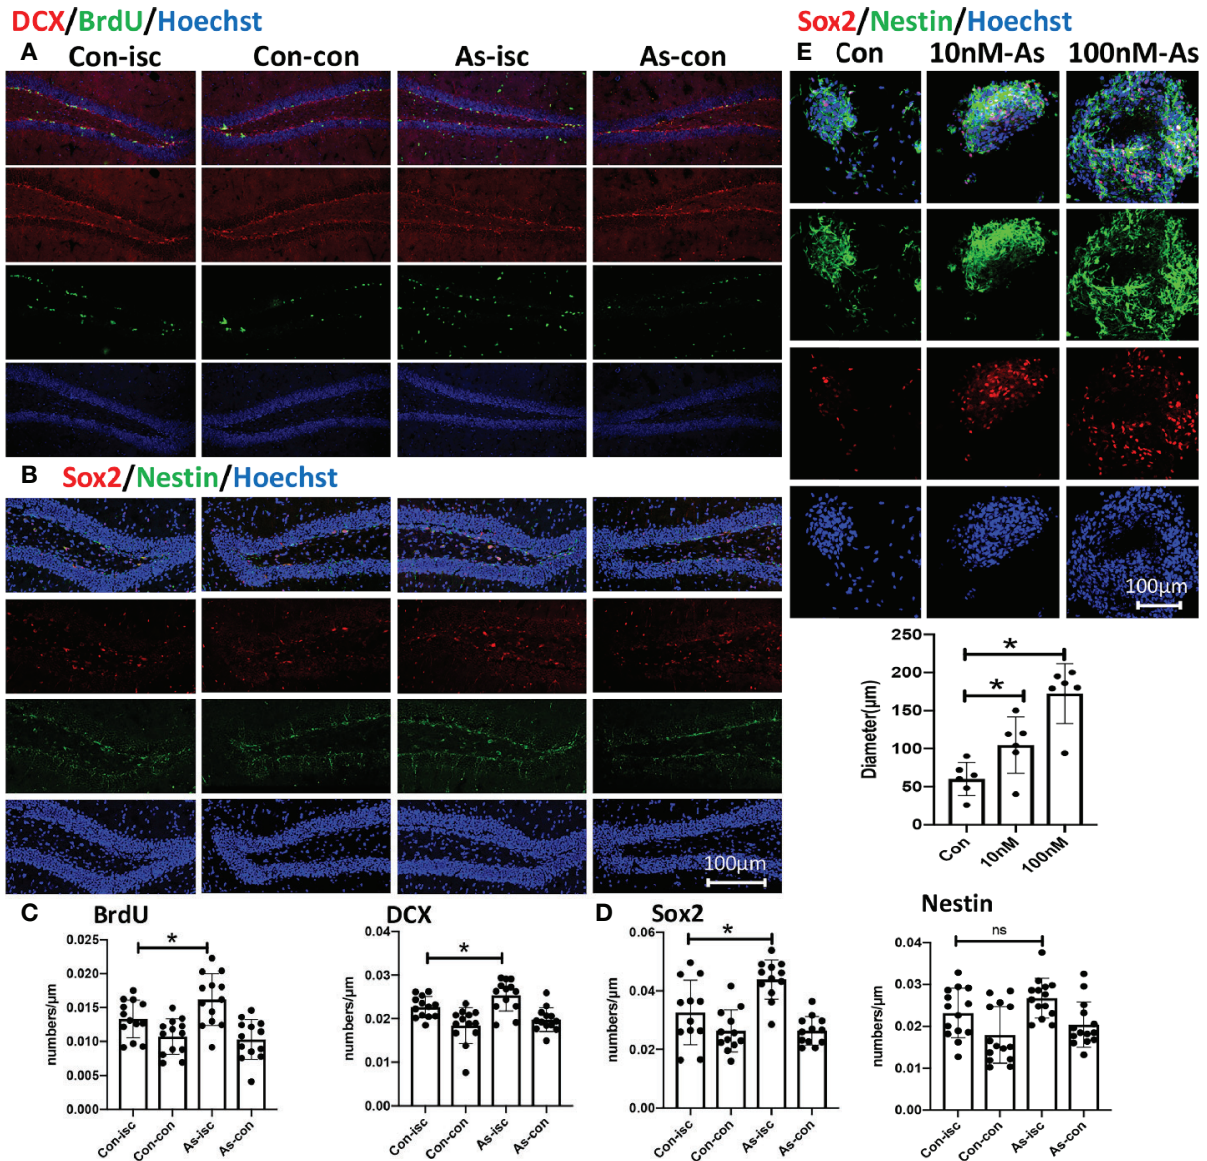 DCX/BrdU/Hoechst
A
Con-isc
Con-con
As-isc
As-con
B
Sox2/Nestin/Hoechst
100μm
Sox2/Nestin/Hoechst
E
Con
10nM-As
100nM-As
100μm
250
200
150
100
50
0
Diameter(μm)
*
*
Con
10nM
100nM
C
BrdU
0.025
0.020
0.015
0.010
0.005
0.000
numbers/μm
*
Con-isc
Con-con
As-isc
As-con
DCX
0.04
0.03
0.02
0.01
0.00
numbers/μm
*
Con-isc
Con-con
As-isc
As-con
D
Sox2
0.06
0.04
0.02
0.00
numbers/μm
*
Con-isc
Con-con
As-isc
As-con
Nestin
0.04
0.03
0.02
0.01
0.00
numbers/μm
ns
Con-isc
Con-con
As-isc
As-con